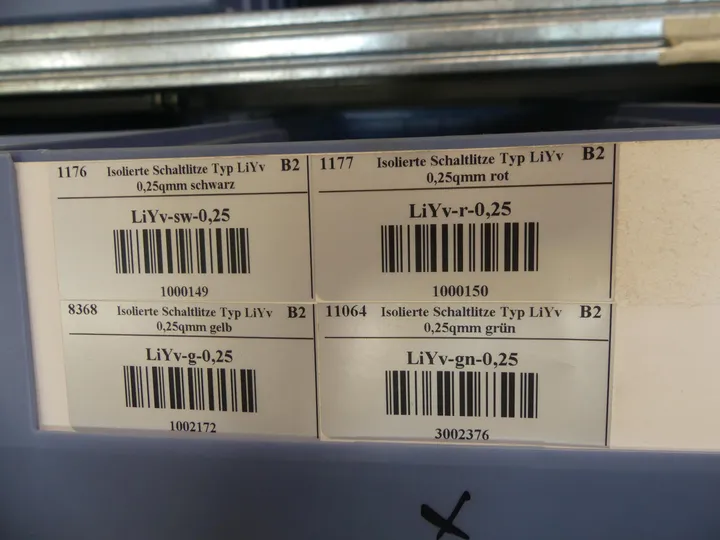 1176 Isolierte Schaltlitze Typ LiYv B2
0,25qmm schwarz
LiYv-sw-0,25
1000149
1177 Isolierte Schaltlitze Typ LiYv B2
0,25qmm rot
LiYv-r-0,25
1000150
8368 Isolierte Schaltlitze Typ LiYv B2
0,25qmm gelb
LiYv-g-0,25
1002172
11064 Isolierte Schaltlitze Typ LiYv B2
0,25qmm grün
LiYv-gn-0,25
3002376
X